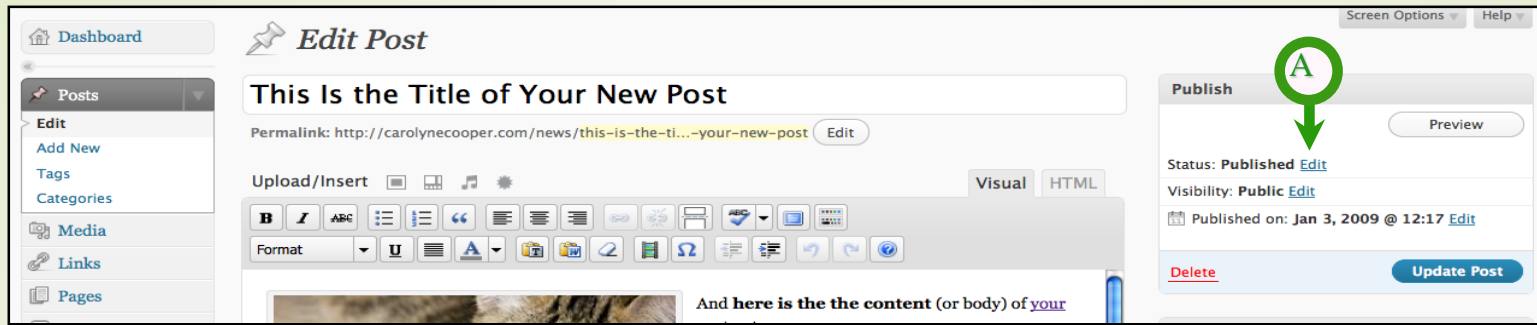 Screen Options Help
Dashboard
Edit Post
A
Posts
Edit
Add New
Tags
Categories
Media
Links
Pages
This Is the Title of Your New Post
Permalink: http://carolynecooper.com/news/this-is-the-ti...-your-new-post Edit
Upload/Insert
Visual HTML
B I ABC ABC
Format U A T W Ω
And here is the the content (or body) of your
Publish
Preview
Status: Published Edit
Visibility: Public Edit
Published on: Jan 3, 2009 @ 12:17 Edit
Delete Update Post